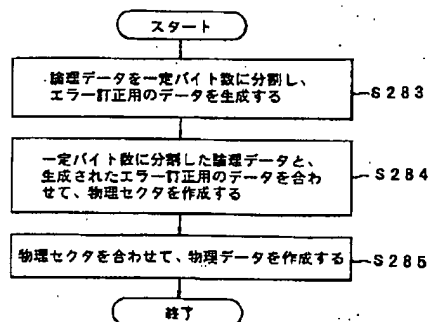 スタート
論理データを一定バイト数に分割し、
エラー訂正用のデータを生成する
S283
一定バイト数に分割した論理データと、
生成されたエラー訂正用のデータを合わ
せて、物理セクタを作成する
S284
物理セクタを合わせて、物理データを作成する
S285
終了